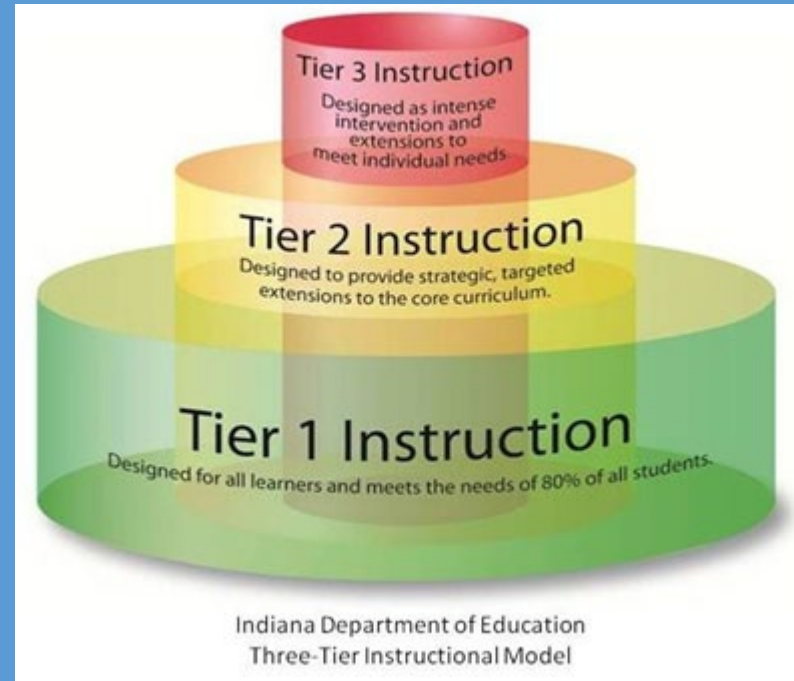 Tier 3 Instruction
Designed as intense
intervention and
extensions to
meet individual needs
Tier 2 Instruction
Designed to provide strategic, targeted
extensions to the core curriculum.
Tier 1 Instruction
Designed for all learners and meets the needs of 80% of all students.
Indiana Department of Education
Three-Tier Instructional Model